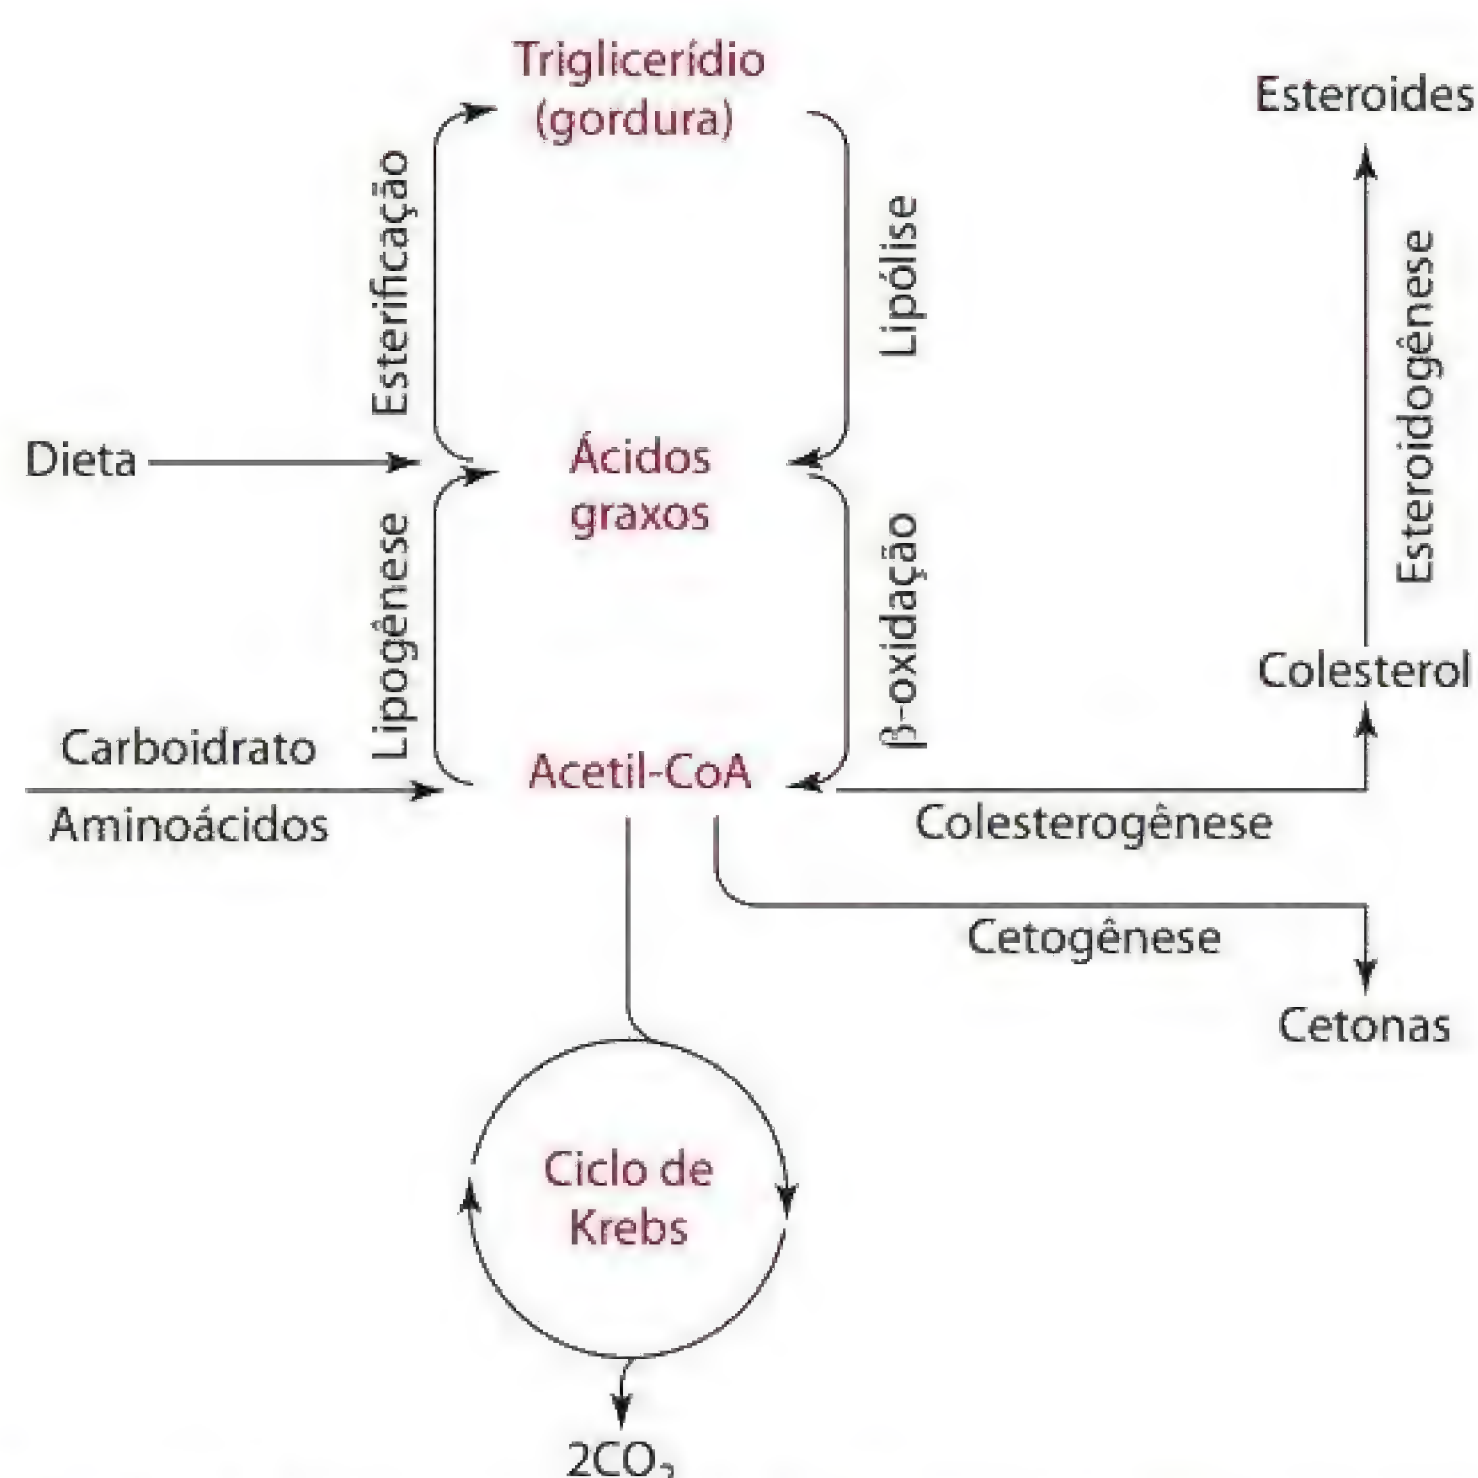 Triglicerídio
(gordura)
Esteroides
Esterificação
Lipólise
Esteroidogênese
Dieta
Ácidos
graxos
Lipogênese
β-oxidação
Colesterol
Carboidrato
Acetil-CoA
Aminoácidos
Colesterogênese
Cetogênese
Cetonas
Ciclo de
Krebs
2CO₂